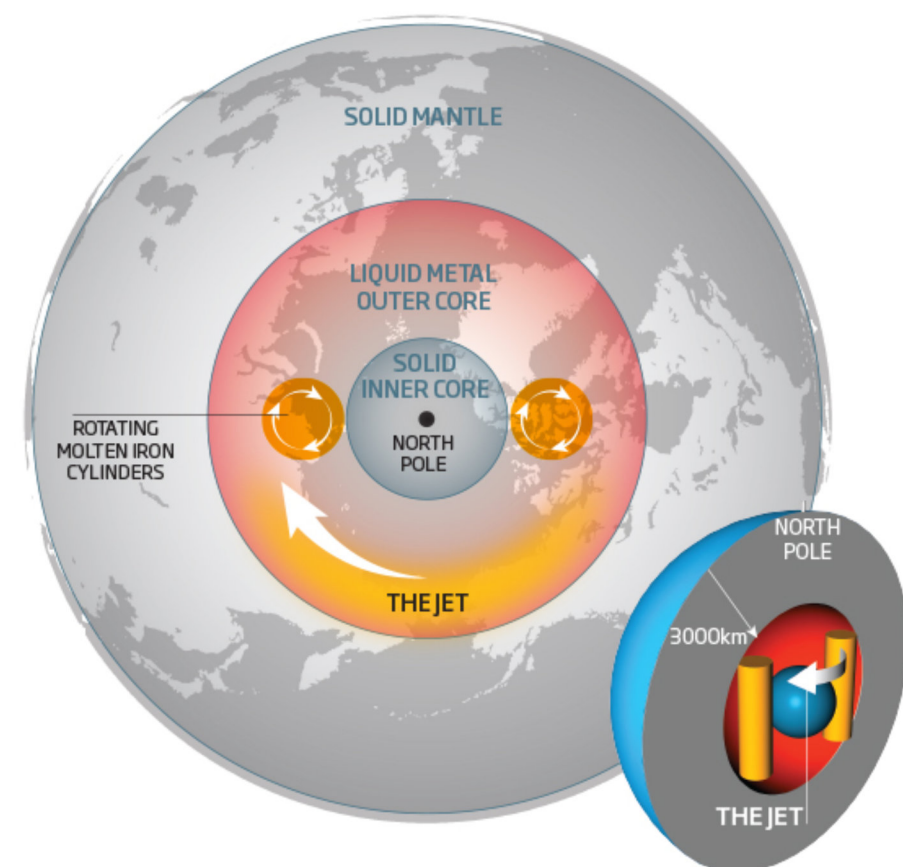 SOLID MANTLE
LIQUID METAL
OUTER CORE
SOLID
INNER CORE
NORTH
POLE
ROTATING
MOLTEN IRON
CYLINDERS
THE JET
NORTH
POLE
3000km
THE JET